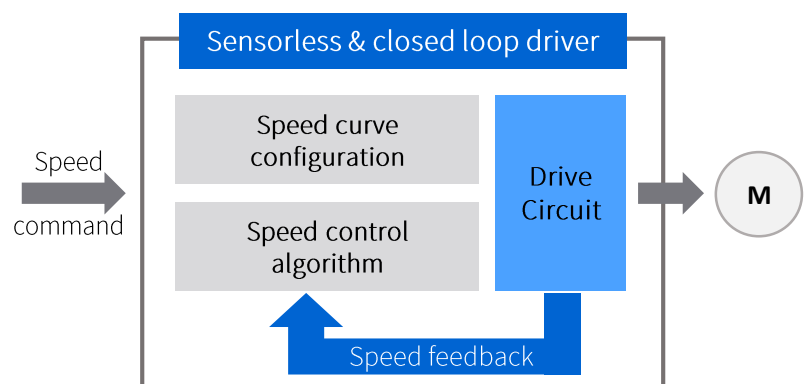 Sensorless & closed loop driver
Speed
command
Speed curve
configuration
Speed control
algorithm
Drive
Circuit
M
Speed feedback